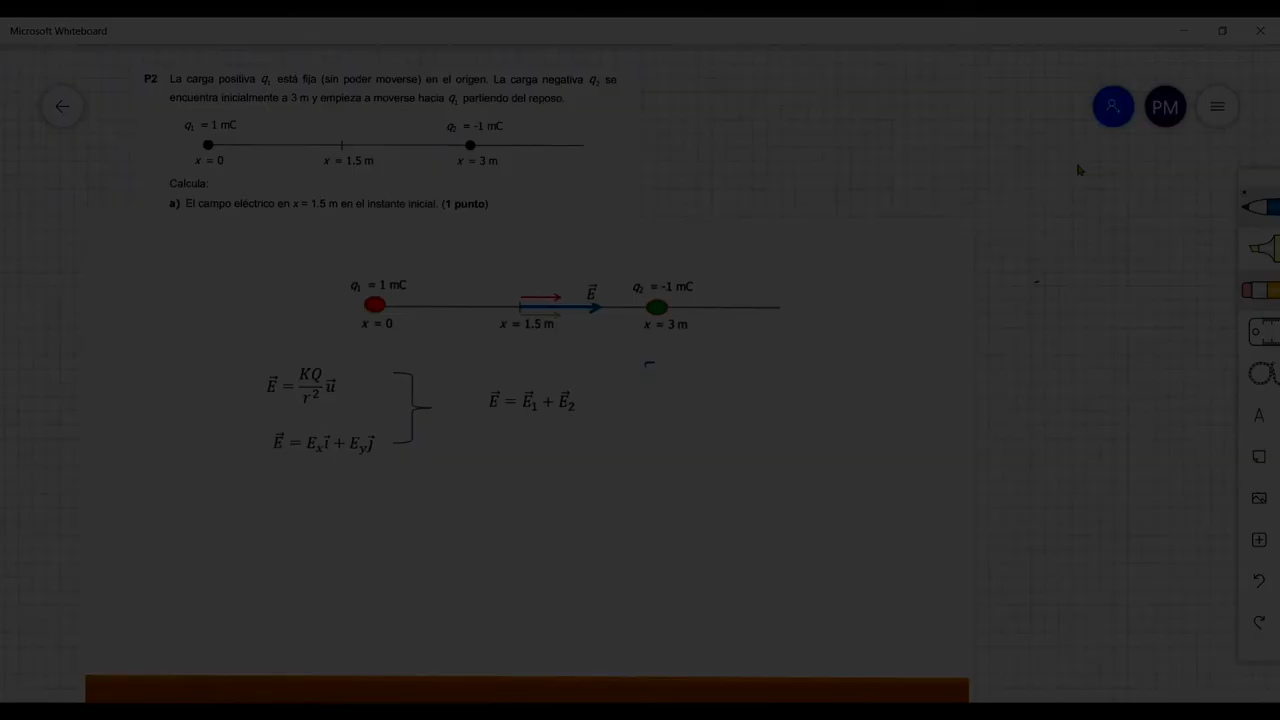 Microsoft Whiteboard
P2 La carga positiva q₁ está fija (sin poder moverse) en el origen. La carga negativa q₂ se
encuentra inicialmente a 3 m y empieza a moverse hacia q₁ partiendo del reposo.
q₁ = 1 mC q₂ = -1 mC
x = 0 x = 1.5 m x = 3 m
Calcula:
a) El campo eléctrico en x = 1.5 m en el instante inicial. (1 punto)
PM
q₁ = 1 mC E⃗ q₂ = -1 mC
x = 0 x = 1.5 m x = 3 m
E⃗ = KQ/r² u⃗
E⃗ = E⃗₁ + E⃗₂
E⃗ = Eₓi⃗ + Eᵧj⃗
A